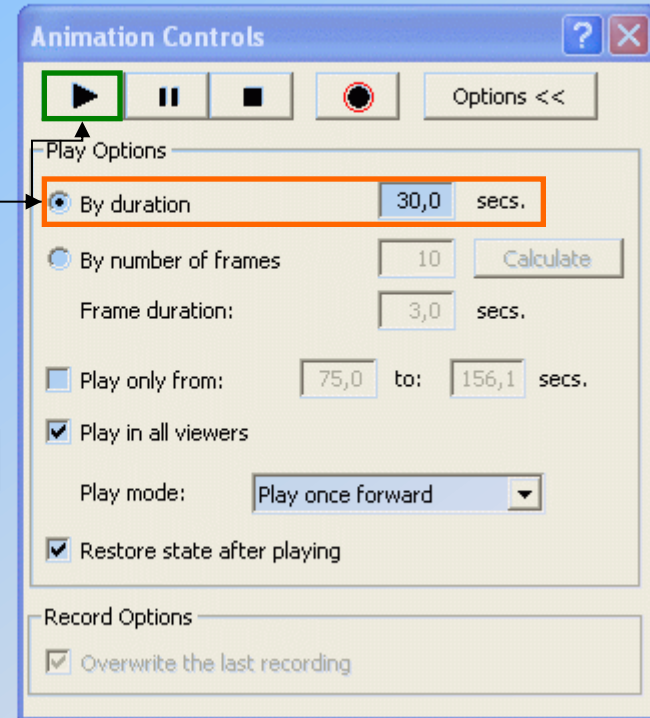 Animation Controls
Options <<
Play Options
By duration 30,0 secs.
By number of frames 10 Calculate
Frame duration: 3,0 secs.
Play only from: 75,0 to: 156,1 secs.
Play in all viewers
Play mode: Play once forward
Restore state after playing
Record Options
Overwrite the last recording